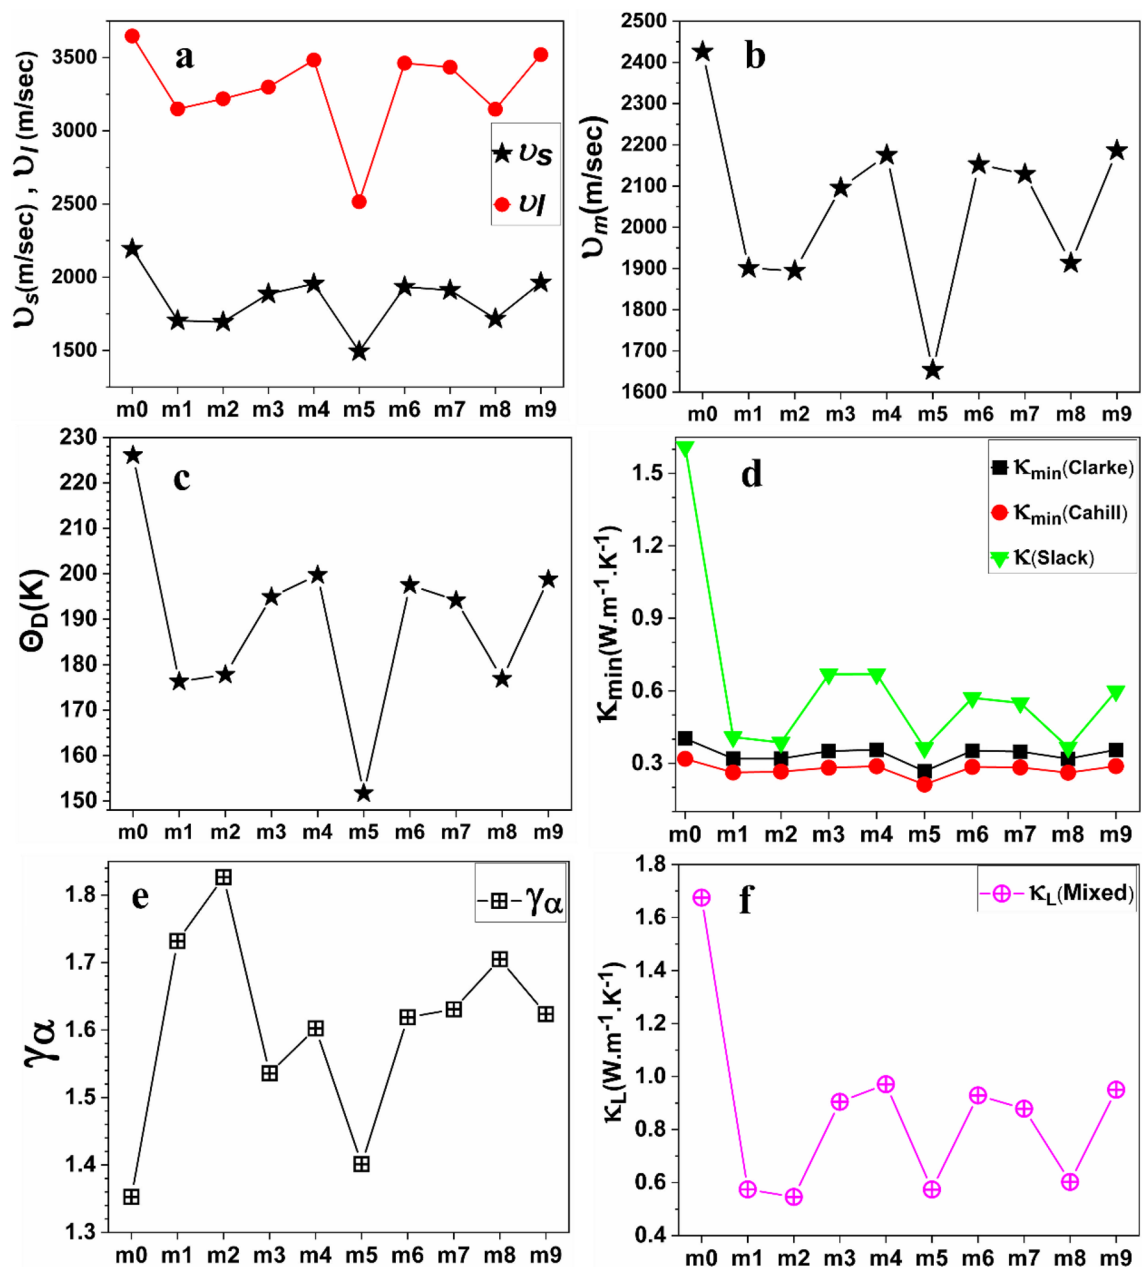 a
υs
υl
υs(m/sec) , υl (m/sec)
3500
3000
2500
2000
1500
m0 m1 m2 m3 m4 m5 m6 m7 m8 m9
b
υm(m/sec)
2500
2400
2300
2200
2100
2000
1900
1800
1700
1600
m0 m1 m2 m3 m4 m5 m6 m7 m8 m9
c
ΘD(K)
230
220
210
200
190
180
170
160
150
m0 m1 m2 m3 m4 m5 m6 m7 m8 m9
d
κmin(Clarke)
κmin(Cahill)
κ(Slack)
κmin(W.m-1.K-1)
1.5
1.2
0.9
0.6
0.3
m0 m1 m2 m3 m4 m5 m6 m7 m8 m9
e
γα
γα
1.8
1.7
1.6
1.5
1.4
1.3
m0 m1 m2 m3 m4 m5 m6 m7 m8 m9
f
κL(Mixed)
κL(W.m-1.K-1)
1.8
1.6
1.4
1.2
1.0
0.8
0.6
0.4
m0 m1 m2 m3 m4 m5 m6 m7 m8 m9